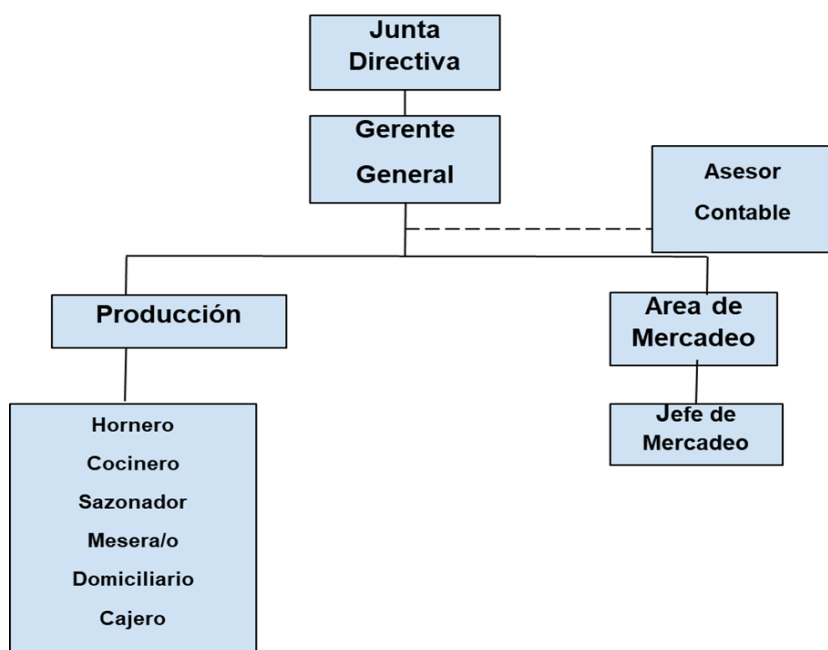 Junta
Directiva
Gerente
General
Asesor
Contable
Producción
Area de
Mercadeo
Hornero
Cocinero
Sazonador
Mesera/o
Domiciliario
Cajero
Jefe de
Mercadeo